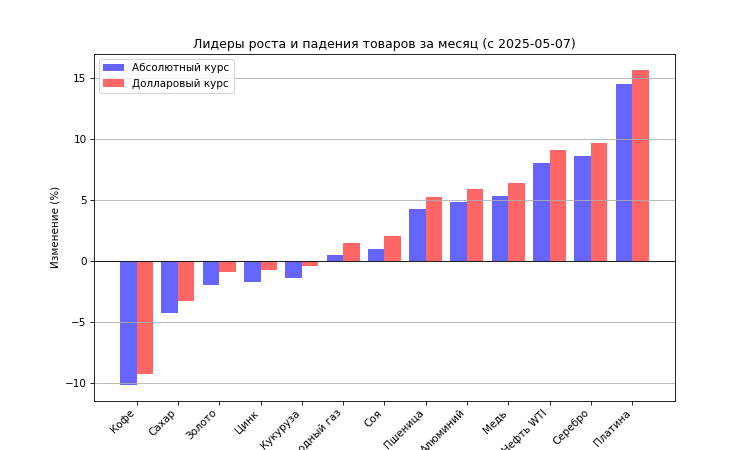 Лидеры роста и падения товаров за месяц (с 2025-05-07)
Абсолютный курс
Долларовый курс
Изменение (%)
15
10
5
0
−5
−10
Кофе
Сахар
Золото
Цинк
Кукуруза
одный газ
Соя
Пшеница
Алюминий
Медь
Нефть WTI
Серебро
Платина